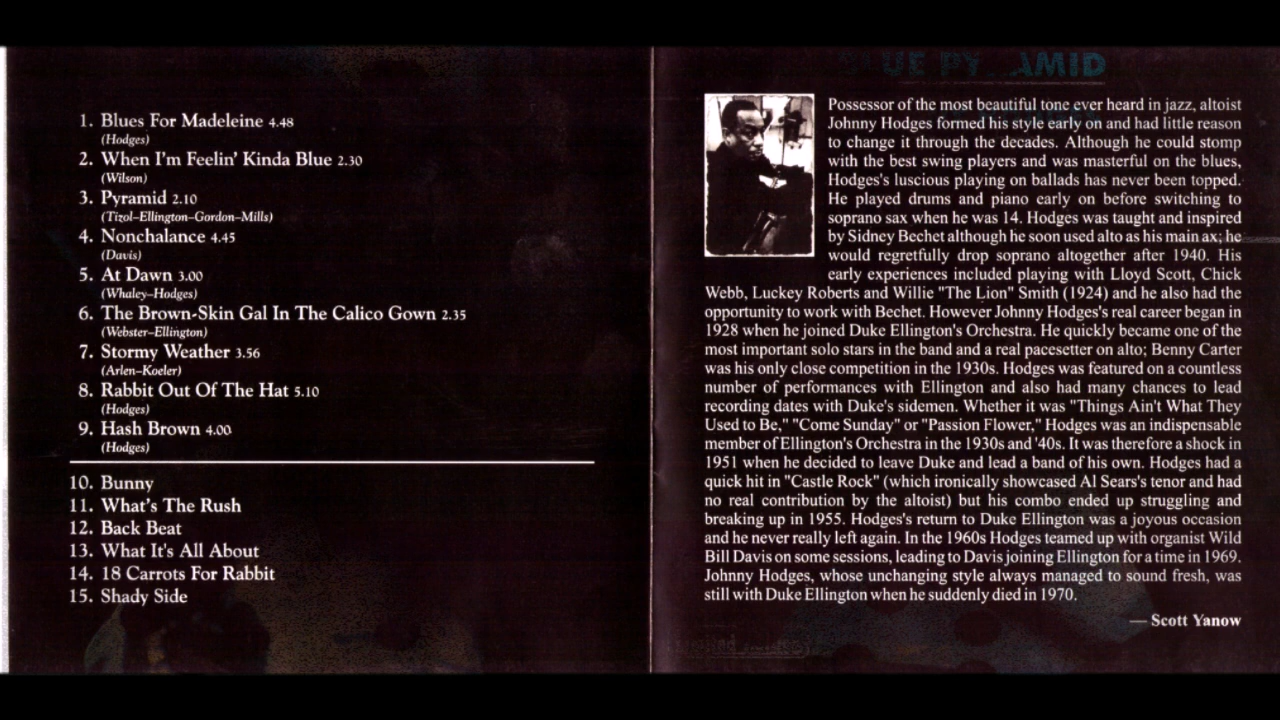 1. Blues For Madeleine 4.48
(Hodges)
2. When I'm Feelin' Kinda Blue 2.30
(Wilson)
3. Pyramid 2.10
(Tizol–Ellington–Gordon–Mills)
4. Nonchalance 4.45
(Davis)
5. At Dawn 3.00
(Whaley–Hodges)
6. The Brown-Skin Gal In The Calico Gown 2.35
(Webster–Ellington)
7. Stormy Weather 3.56
(Arlen–Koeler)
8. Rabbit Out Of The Hat 5.10
(Hodges)
9. Hash Brown 4.00
(Hodges)
10. Bunny
11. What's The Rush
12. Back Beat
13. What It's All About
14. 18 Carrots For Rabbit
15. Shady Side
Possessor of the most beautiful tone ever heard in jazz, altoist
Johnny Hodges formed his style early on and had little reason
to change it through the decades. Although he could stomp
with the best swing players and was masterful on the blues,
Hodges's luscious playing on ballads has never been topped.
He played drums and piano early on before switching to
soprano sax when he was 14. Hodges was taught and inspired
by Sidney Bechet although he soon used alto as his main ax; he
would regretfully drop soprano altogether after 1940. His
early experiences included playing with Lloyd Scott, Chick
Webb, Luckey Roberts and Willie "The Lion" Smith (1924) and he also had the
opportunity to work with Bechet. However Johnny Hodges's real career began in
1928 when he joined Duke Ellington's Orchestra. He quickly became one of the
most important solo stars in the band and a real pacesetter on alto; Benny Carter
was his only close competition in the 1930s. Hodges was featured on a countless
number of performances with Ellington and also had many chances to lead
recording dates with Duke's sidemen. Whether it was "Things Ain't What They
Used to Be," "Come Sunday" or "Passion Flower," Hodges was an indispensable
member of Ellington's Orchestra in the 1930s and '40s. It was therefore a shock in
1951 when he decided to leave Duke and lead a band of his own. Hodges had a
quick hit in "Castle Rock" (which ironically showcased Al Sears's tenor and had
no real contribution by the altoist) but his combo ended up struggling and
breaking up in 1955. Hodges's return to Duke Ellington was a joyous occasion
and he never really left again. In the 1960s Hodges teamed up with organist Wild
Bill Davis on some sessions, leading to Davis joining Ellington for a time in 1969.
Johnny Hodges, whose unchanging style always managed to sound fresh, was
still with Duke Ellington when he suddenly died in 1970.
— Scott Yanow